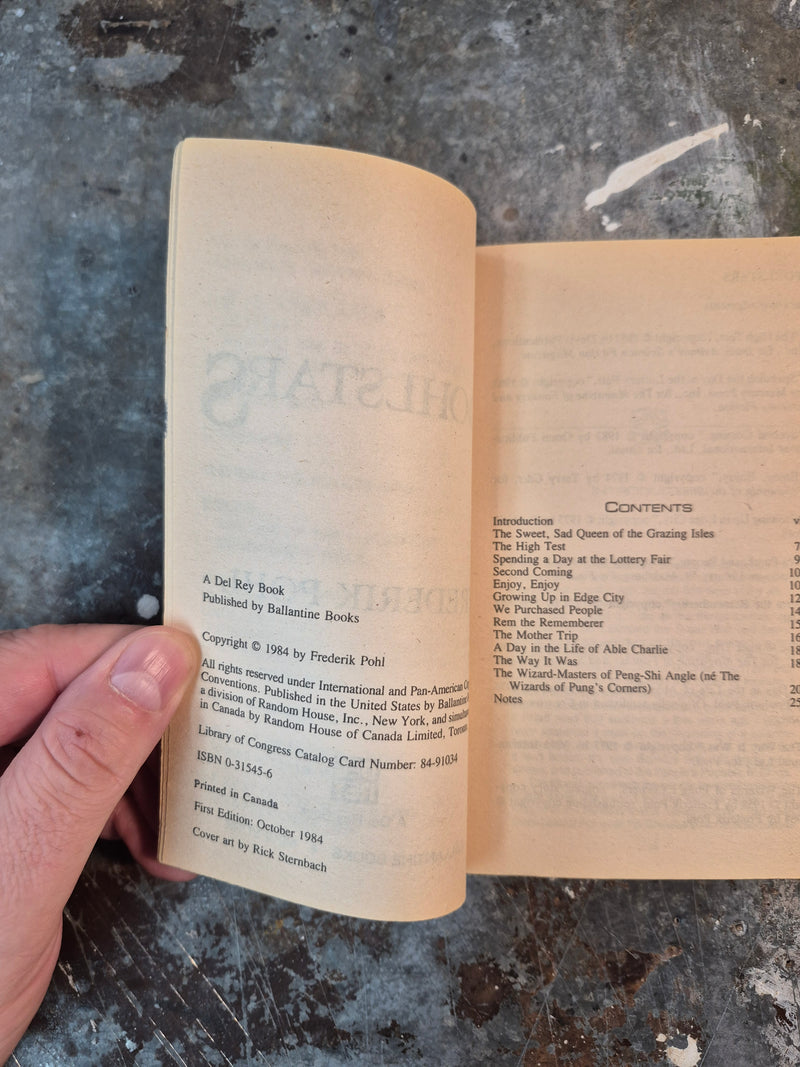 A Del Rey Book
Published by Ballantine Books
Copyright © 1984 by Frederik Pohl
All rights reserved under International and Pan-American
Conventions. Published in the United States by Ballantine
a division of Random House, Inc., New York, and
in Canada by Random House of Canada Limited,
Library of Congress Catalog Card Number: 84-91034
ISBN 0-31545-6
Printed in Canada
First Edition: October 1984
Cover art by Rick Sternbach
CONTENTS
Introduction
The Sweet, Sad Queen of the Grazing Isles
The High Test
Spending a Day at the Lottery Fair
Second Coming
Enjoy, Enjoy
Growing Up in Edge City
We Purchased People
Rem the Rememberer
The Mother Trip
A Day in the Life of Able Charlie
The Way It Was
The Wizard-Masters of Peng-Shi Angle (né The
Wizards of Pung's Corners)
Notes